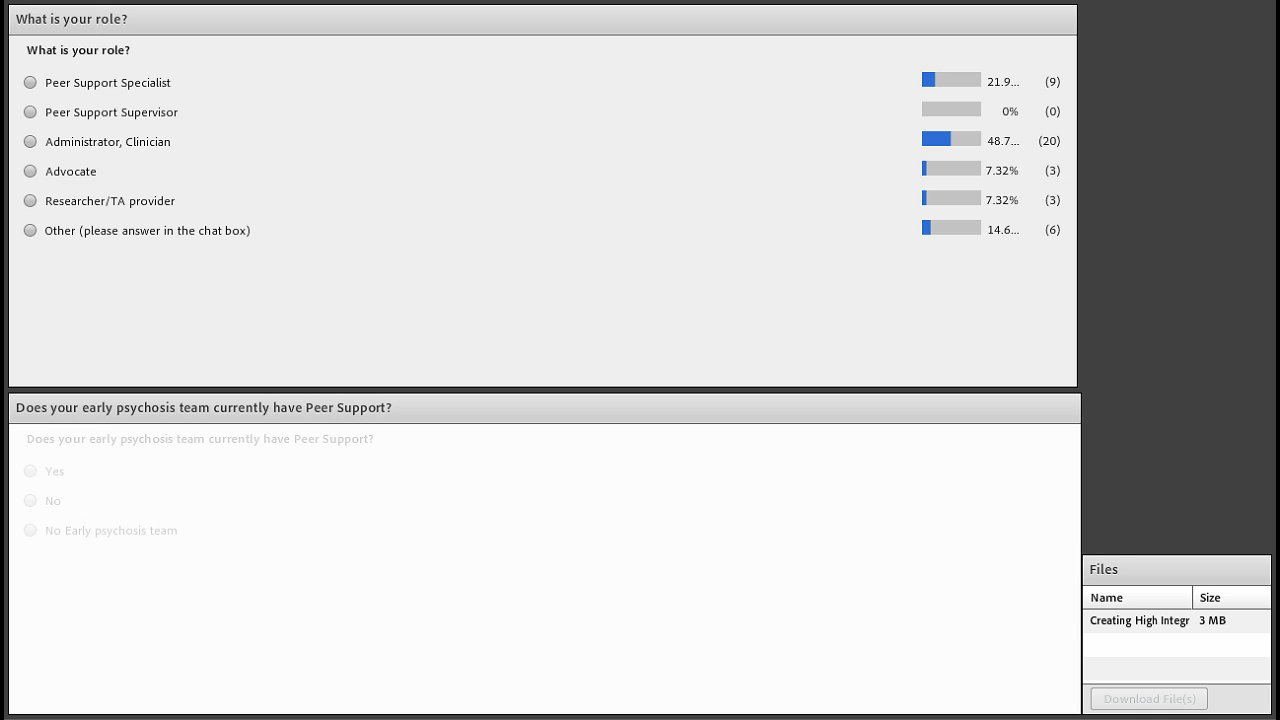 What is your role?
What is your role?
Peer Support Specialist 21.9... (9)
Peer Support Supervisor 0% (0)
Administrator, Clinician 48.7... (20)
Advocate 7.32% (3)
Researcher/TA provider 7.32% (3)
Other (please answer in the chat box) 14.6... (6)
Does your early psychosis team currently have Peer Support?
Does your early psychosis team currently have Peer Support?
Yes
No
No Early psychosis team
Files
Name Size
Creating High Integr 3 MB
Download File(s)